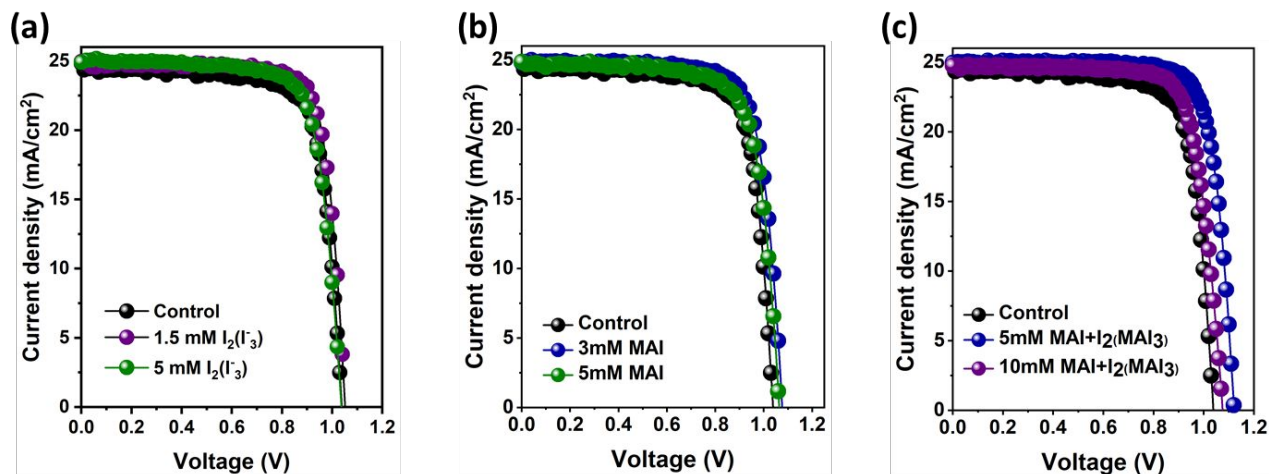 (a)
Current density (mA/cm²)
25
20
15
10
5
0
Control
1.5 mM I₂(I⁻₃)
5 mM I₂(I⁻₃)
0.0 0.2 0.4 0.6 0.8 1.0 1.2
Voltage (V)
(b)
Current density (mA/cm²)
25
20
15
10
5
0
Control
3mM MAI
5mM MAI
0.0 0.2 0.4 0.6 0.8 1.0 1.2
Voltage (V)
(c)
Current density (mA/cm²)
25
20
15
10
5
0
Control
5mM MAI+I₂(MAI₃)
10mM MAI+I₂(MAI₃)
0.0 0.2 0.4 0.6 0.8 1.0 1.2
Voltage (V)